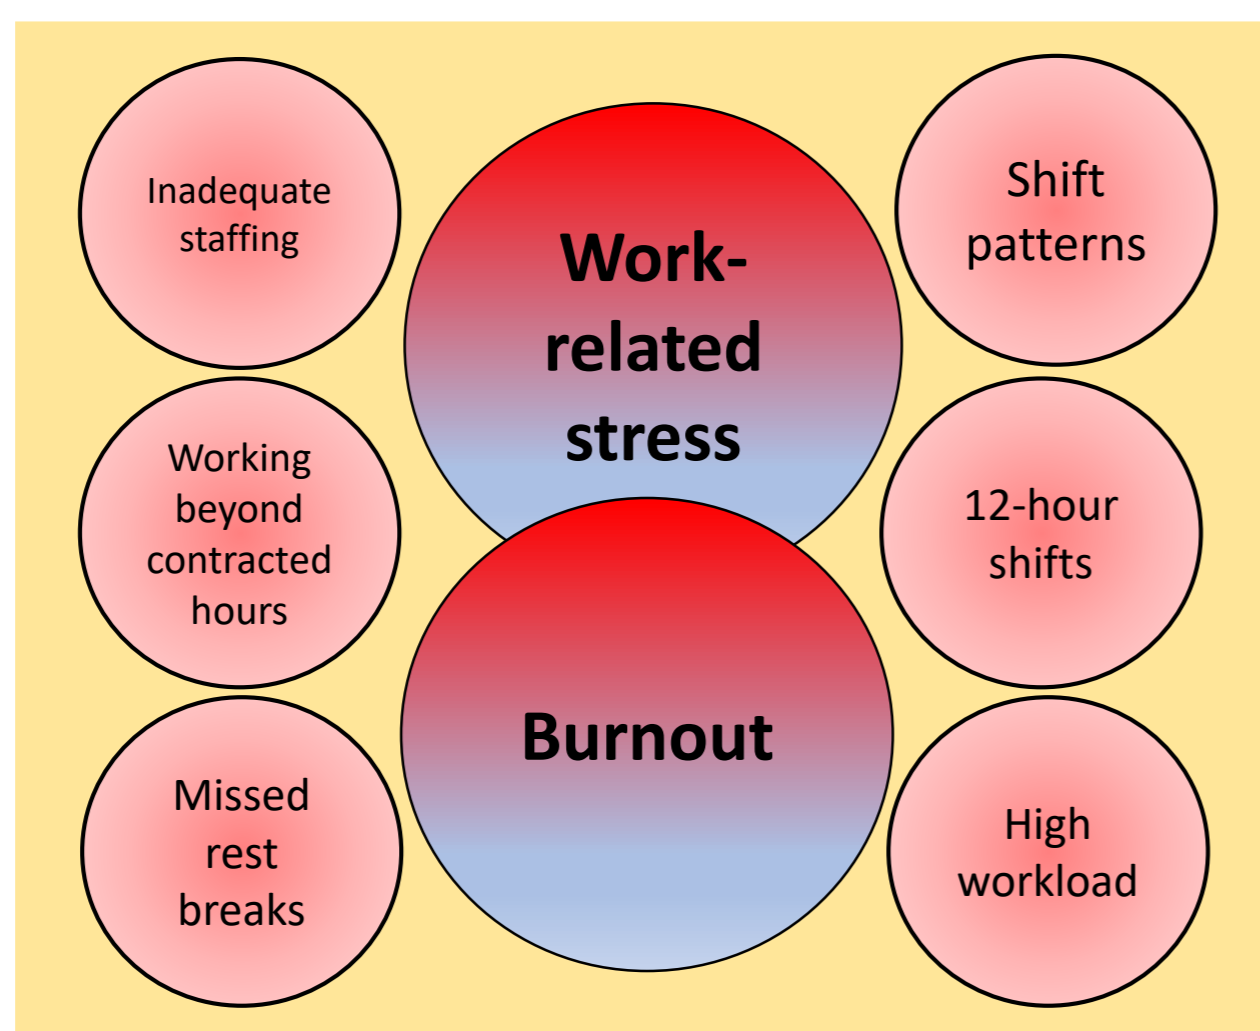 Inadequate
staffing
Working
beyond
contracted
hours
Missed
rest
breaks
Work-
related
stress
Burnout
Shift
patterns
12-hour
shifts
High
workload